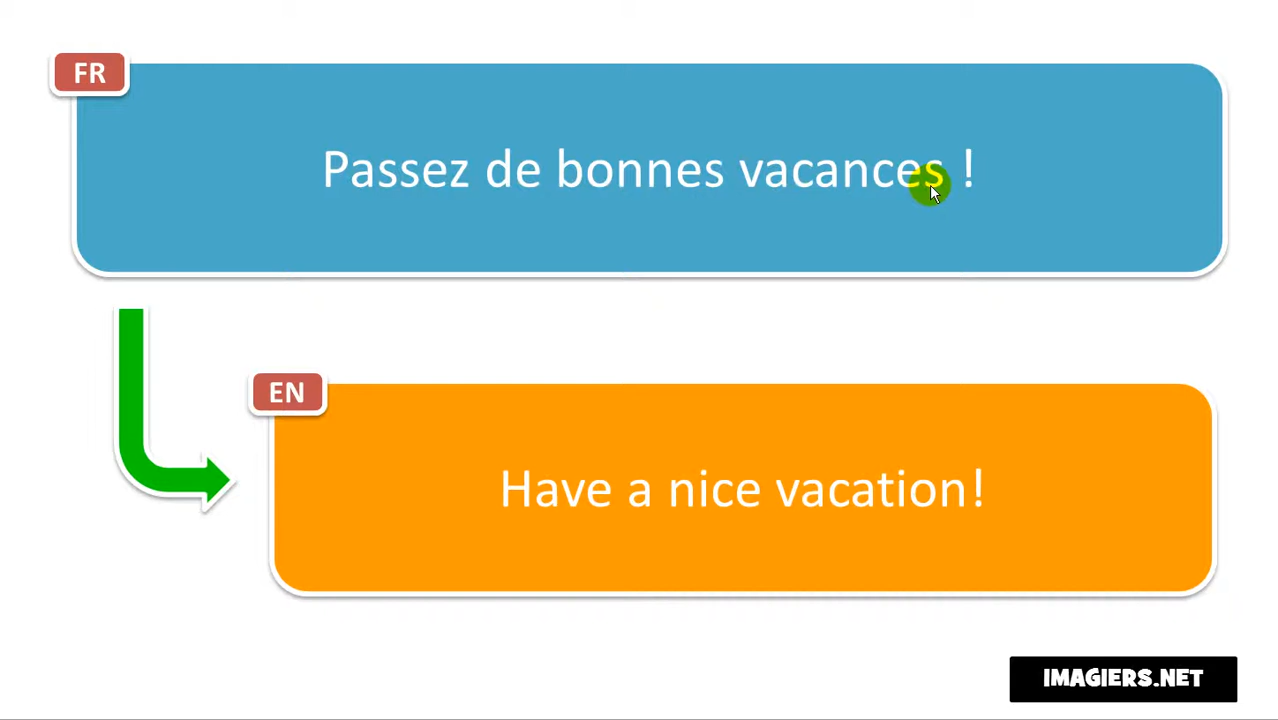 FR
Passez de bonnes vacances !
EN
Have a nice vacation!
IMAGIERS.NET